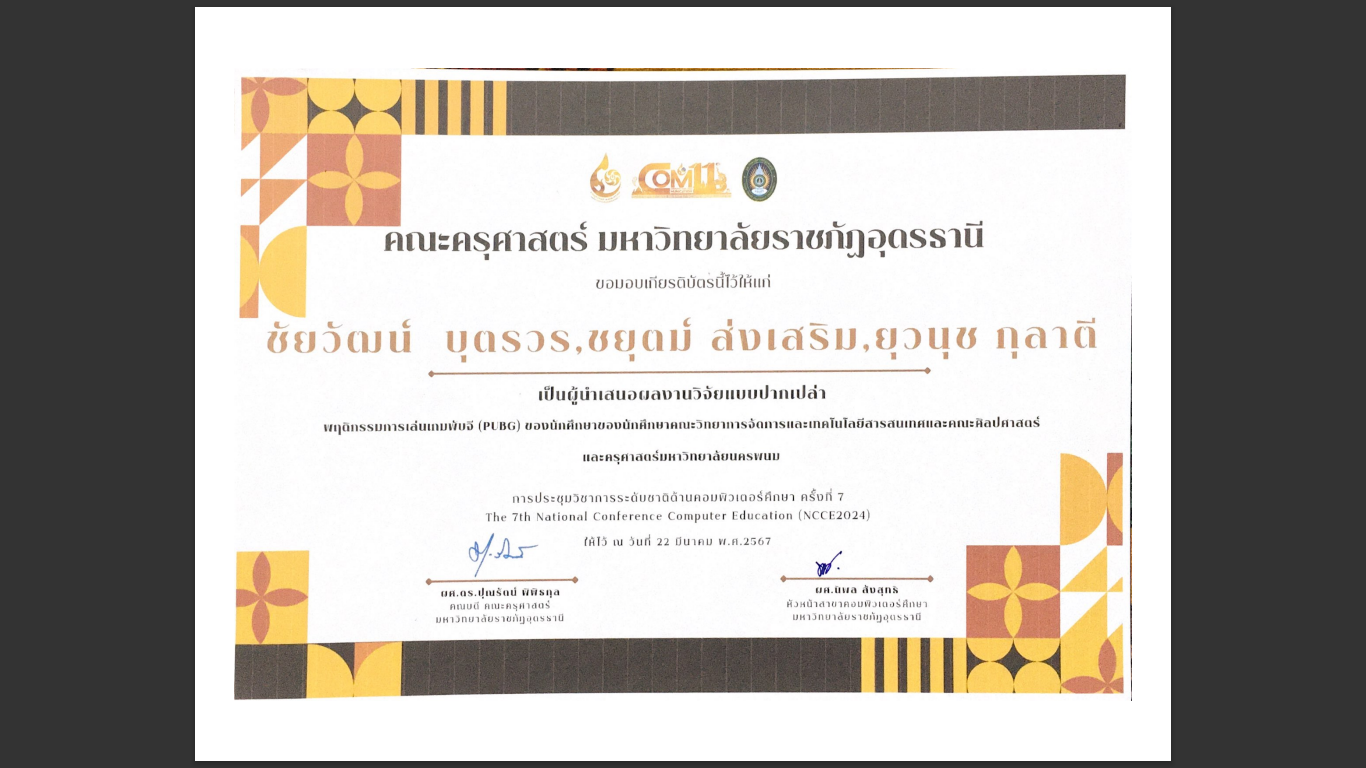 COM11
คณะครุศาสตร์ มหาวิทยาลัยราชภัฏอุดรธานี
ขอมอบเกียรติบัตรนี้ไว้ให้แก่
ชัยวัฒน์ บุตรวร,ชยุตม์ ส่งเสริม,ยุวนุช กุลาตี
เป็นผู้นำเสนอผลงานวิจัยแบบปากเปล่า
พฤติกรรมการเล่นเกมพับจี (PUBG) ของนักศึกษาของนักศึกษาคณะวิทยาการจัดการและเทคโนโลยีสารสนเทศและคณะศิลปศาสตร์
และครุศาสตร์มหาวิทยาลัยนครพนม
การประชุมวิชาการระดับชาติด้านคอมพิวเตอร์ศึกษา ครั้งที่ 7
The 7th National Conference Computer Education (NCCE2024)
ให้ไว้ ณ วันที่ 22 มีนาคม พ.ศ.2567
ผศ.ดร.ปุณรัตน์ พิพิธกุล
คณบดี คณะครุศาสตร์
มหาวิทยาลัยราชภัฏอุดรธานี
ผศ.นิพล สังสุทธิ
หัวหน้าสาขาคอมพิวเตอร์ศึกษา
มหาวิทยาลัยราชภัฏอุดรธานี